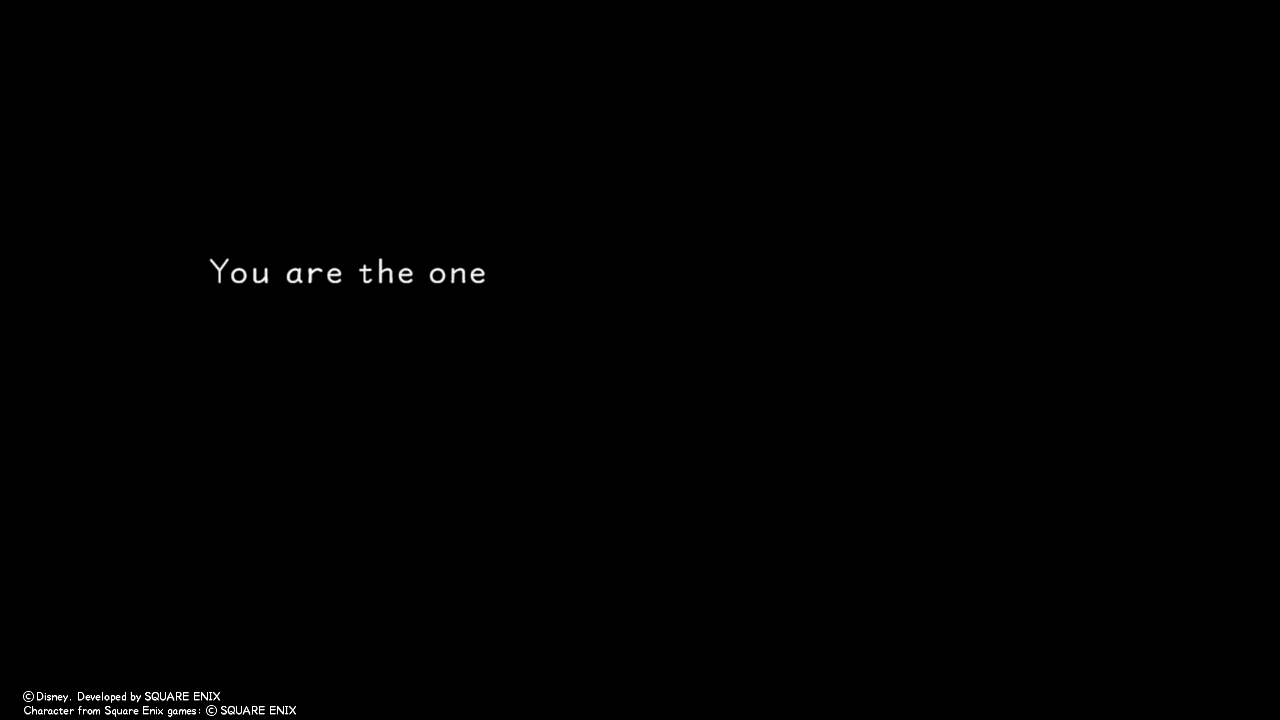 You are the one
©Disney. Developed by SQUARE ENIX
Character from Square Enix games: © SQUARE ENIX